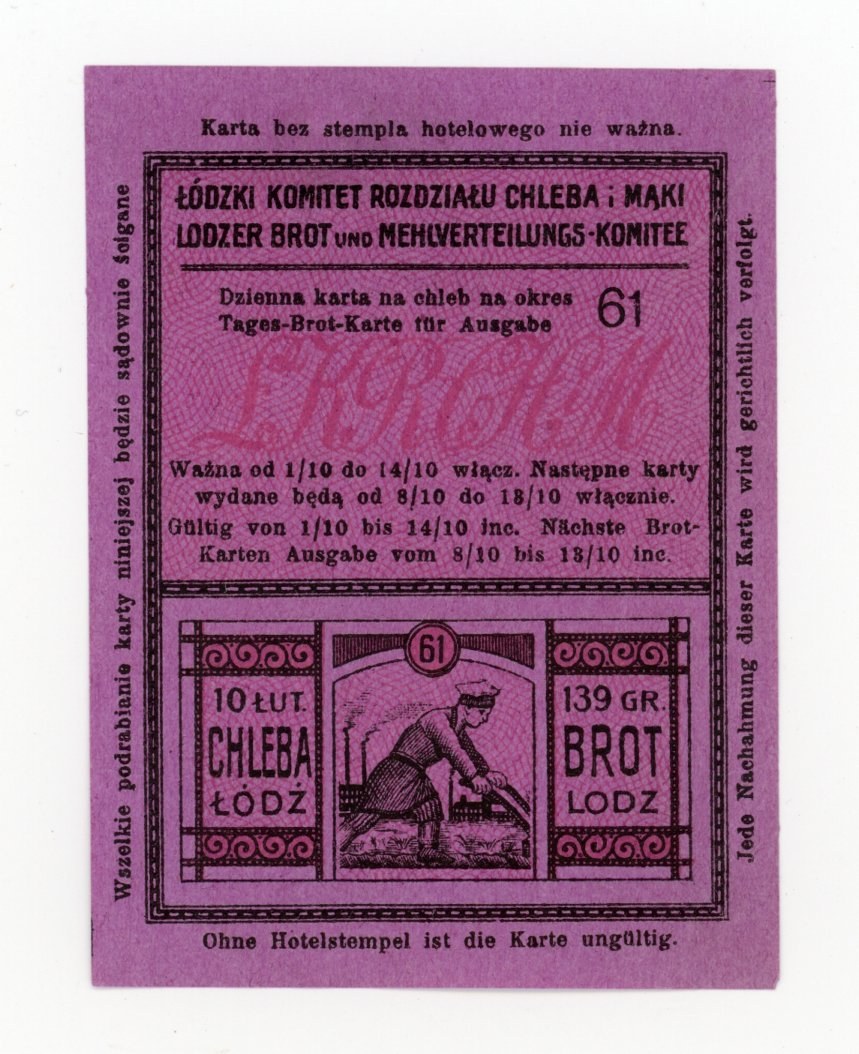 Karta bez stempla hotelowego nie ważna.
ŁÓDZKI KOMITET ROZDZIAŁU CHLEBA i MĄKI
LODZER BROT UND MEHLVERTEILUNGS-KOMITEE
Dzienna karta na chleb na okres
Tages-Brot-Karte für Ausgabe
61
ŁKRCHiM
Ważna od 1/10 do 14/10 włącz. Następne karty
wydane będą od 8/10 do 13/10 włącznie.
Gültig von 1/10 bis 14/10 inc. Nächste Brot-
Karten Ausgabe vom 8/10 bis 13/10 inc.
61
10 ŁUT.
CHLEBA
ŁÓDŹ
139 GR.
BROT
LODZ
Ohne Hotelstempel ist die Karte ungültig.
Wszelkie podrabianie karty niniejszej będzie sądownie ścigane
Jede Nachahmung dieser Karte wird gerichtlich verfolgt.